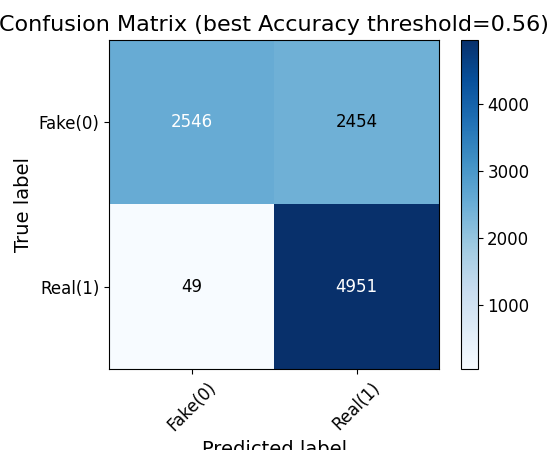 Confusion Matrix (best Accuracy threshold=0.56)
Fake(0)
2546
2454
4000
3000
True label
2000
Real(1)
49
4951
1000
Fake(0)
Real(1)
Predicted label